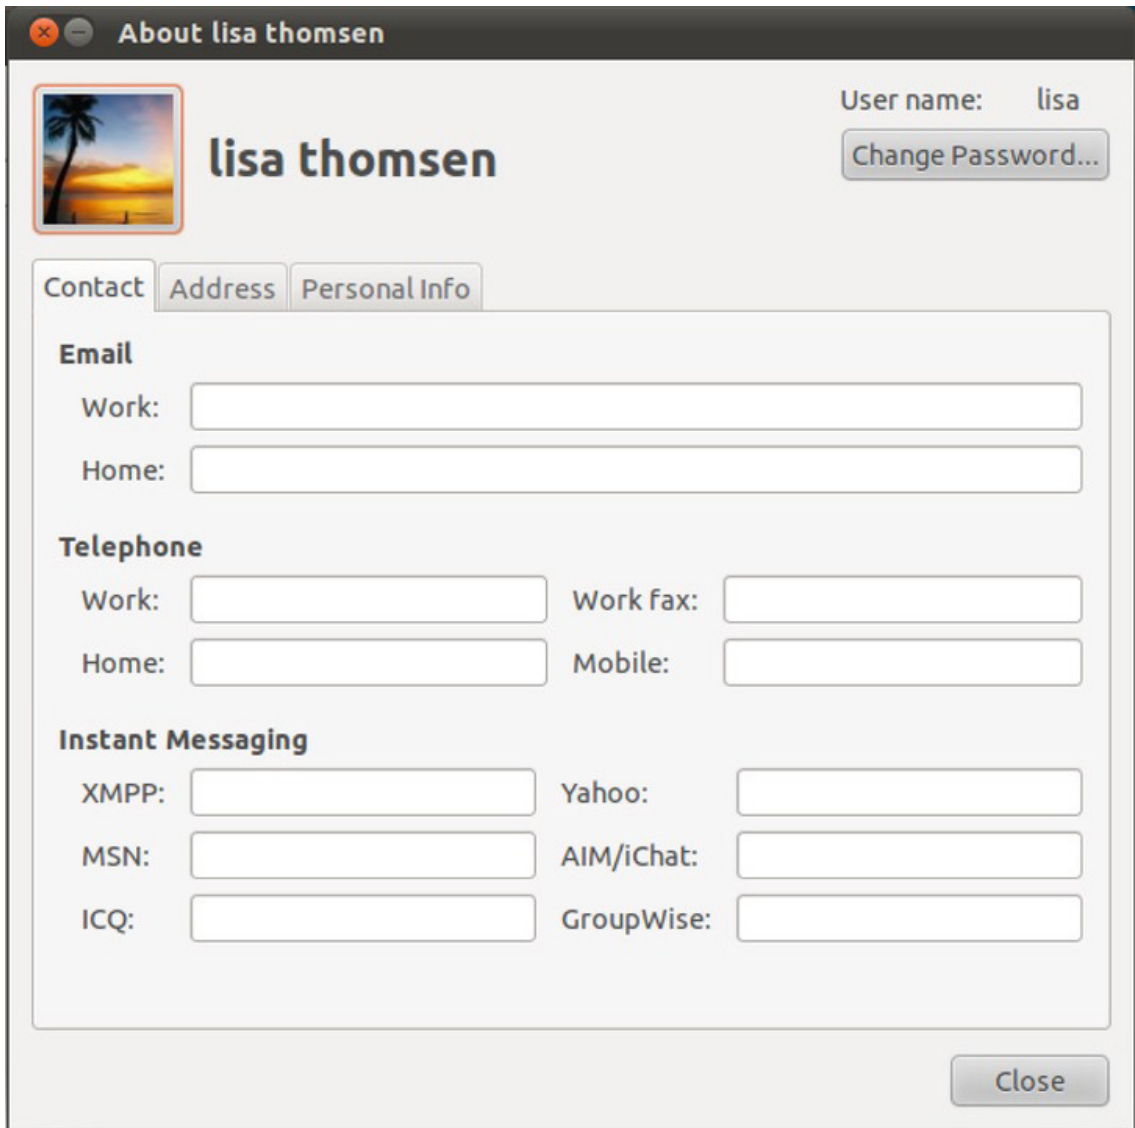 About lisa thomsen
User name: lisa
lisa thomsen
Change Password...
Contact Address Personal Info
Email
Work:
Home:
Telephone
Work: Work fax:
Home: Mobile:
Instant Messaging
XMPP: Yahoo:
MSN: AIM/iChat:
ICQ: GroupWise:
Close